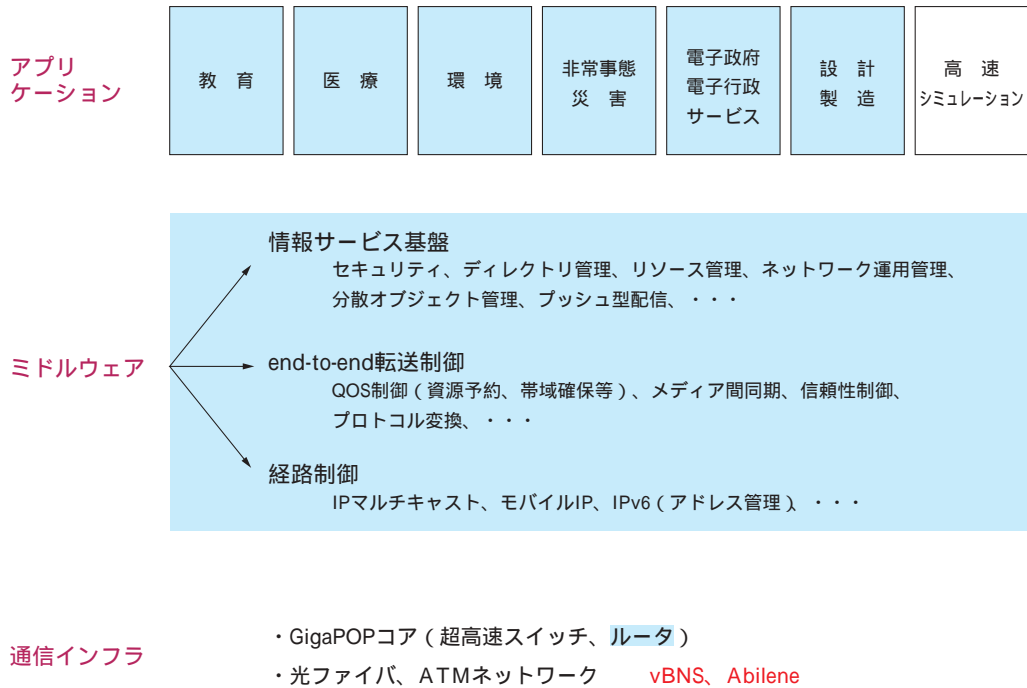 アプリ
ケーション
教 育
医 療
環 境
非常事態
災 害
電子政府
電子行政
サービス
設 計
製 造
高 速
シミュレーション
ミドルウェア
情報サービス基盤
セキュリティ、ディレクトリ管理、リソース管理、ネットワーク運用管理、
分散オブジェクト管理、プッシュ型配信、・・・
end-to-end転送制御
QOS制御(資源予約、帯域確保等)、メディア間同期、信頼性制御、
プロトコル変換、・・・
経路制御
IPマルチキャスト、モバイルIP、IPv6(アドレス管理)、・・・
通信インフラ
・GigaPOPコア(超高速スイッチ、ルータ)
・光ファイバ、ATMネットワーク vBNS、Abilene